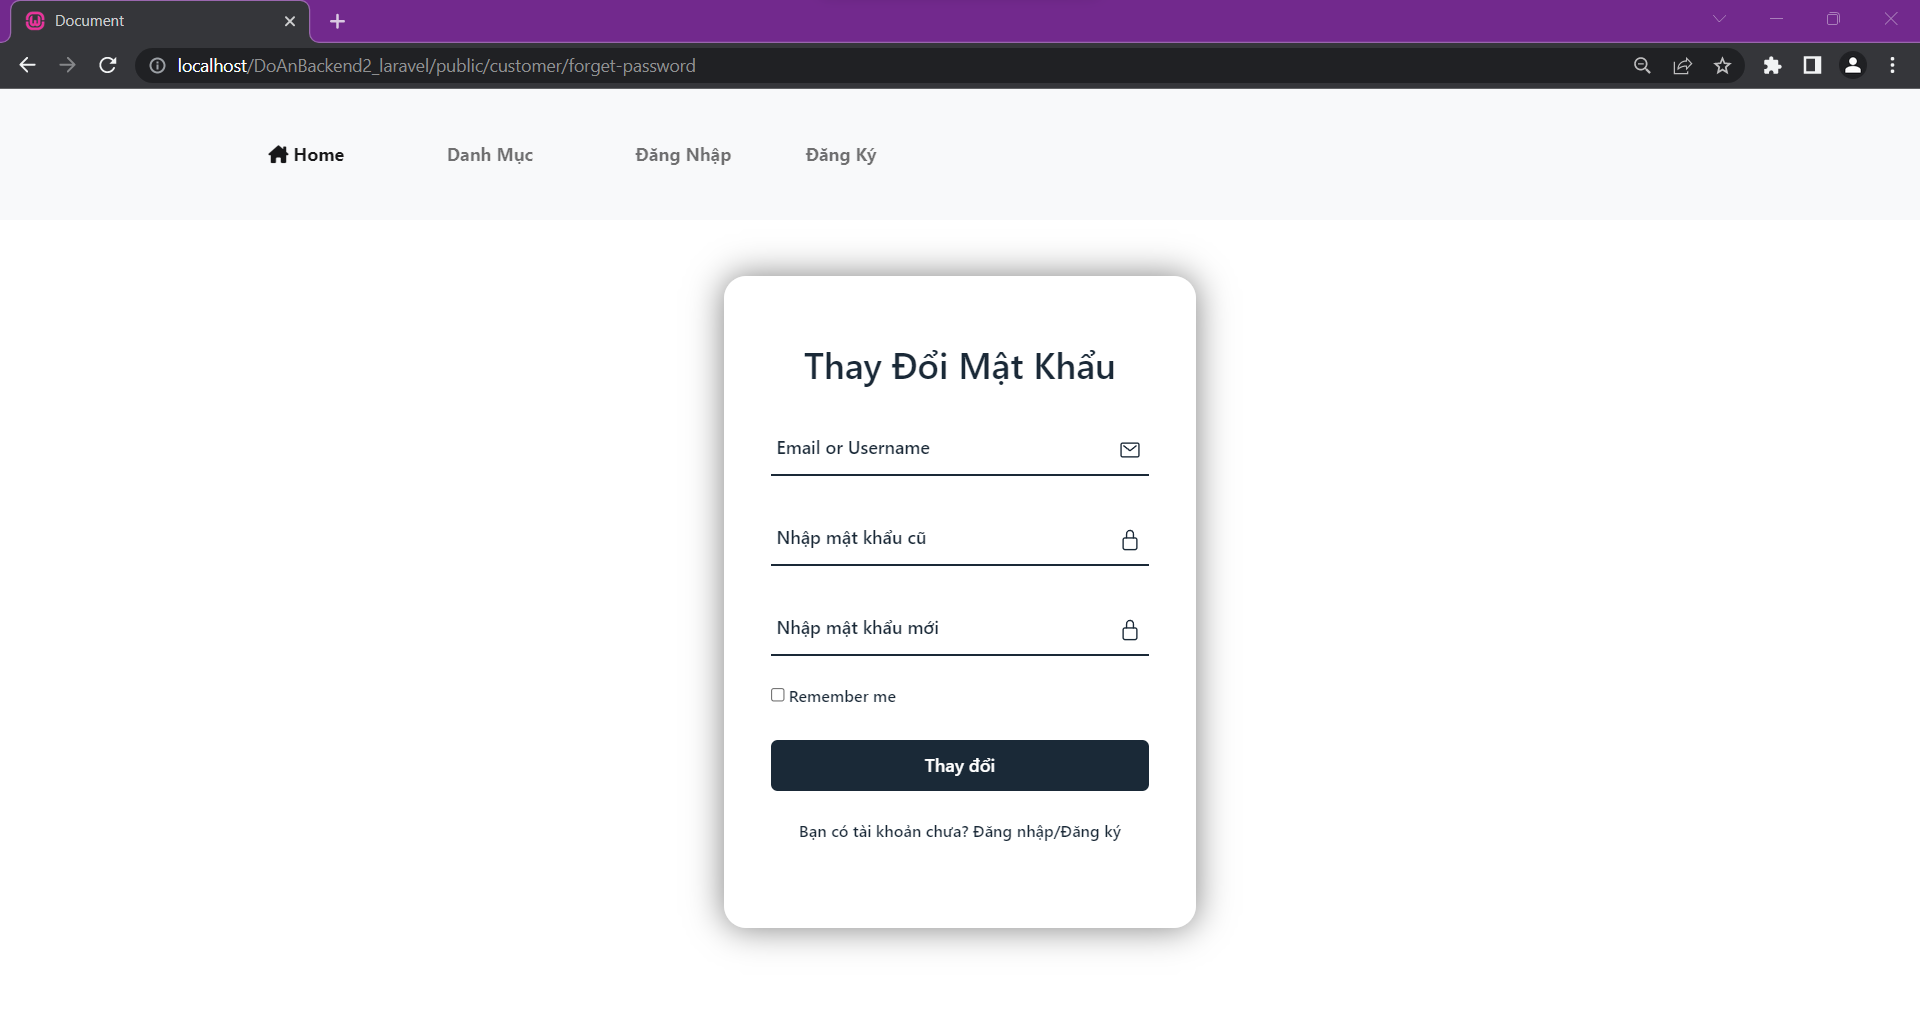 Document
localhost/DoAnBackend2_laravel/public/customer/forget-password
Home Danh Mục Đăng Nhập Đăng Ký
Thay Đổi Mật Khẩu
Email or Username
Nhập mật khẩu cũ
Nhập mật khẩu mới
Remember me
Thay đổi
Bạn có tài khoản chưa? Đăng nhập/Đăng ký